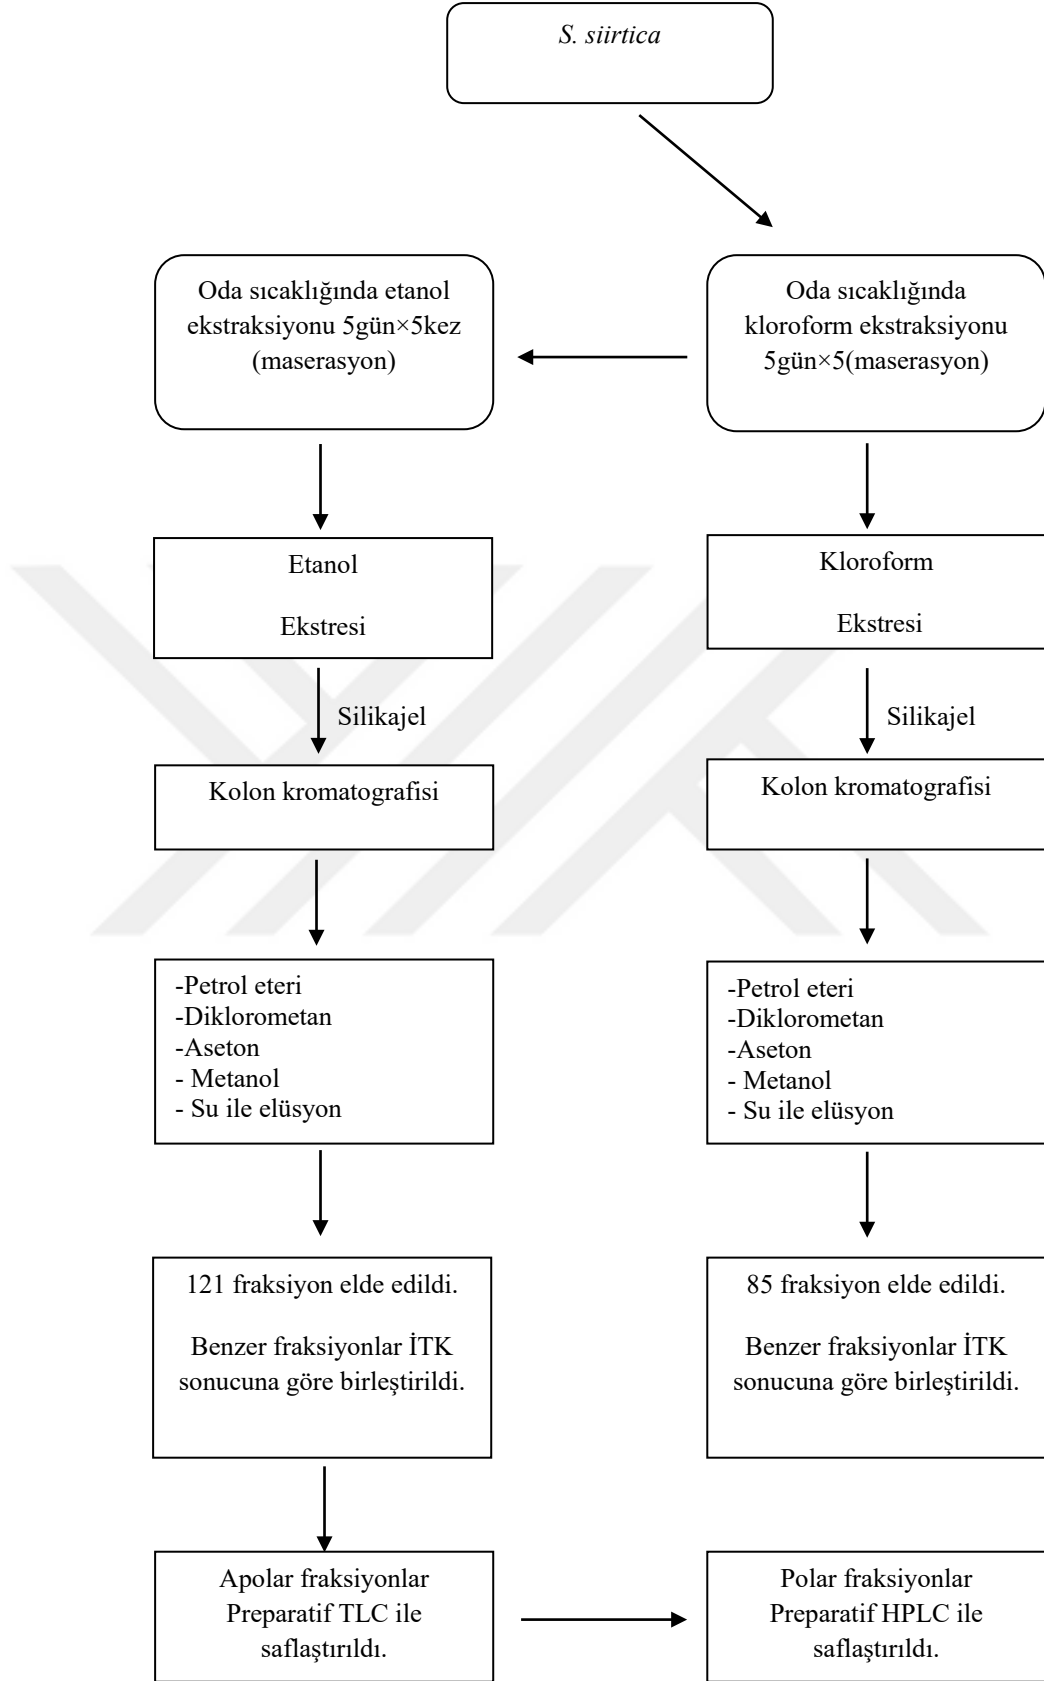 S. siirtica
Oda sıcaklığında etanol
ekstraksiyonu 5gün×5kez
(maserasyon)
Oda sıcaklığında
kloroform ekstraksiyonu
5gün×5(maserasyon)
Etanol
Ekstresi
Kloroform
Ekstresi
Silikajel
Silikajel
Kolon kromatografisi
Kolon kromatografisi
-Petrol eteri
-Diklorometan
-Aseton
- Metanol
- Su ile elüsyon
-Petrol eteri
-Diklorometan
-Aseton
- Metanol
- Su ile elüsyon
121 fraksiyon elde edildi.
Benzer fraksiyonlar İTK
sonucuna göre birleştirildi.
85 fraksiyon elde edildi.
Benzer fraksiyonlar İTK
sonucuna göre birleştirildi.
Apolar fraksiyonlar
Preparatif TLC ile
saflaştırıldı.
Polar fraksiyonlar
Preparatif HPLC ile
saflaştırıldı.